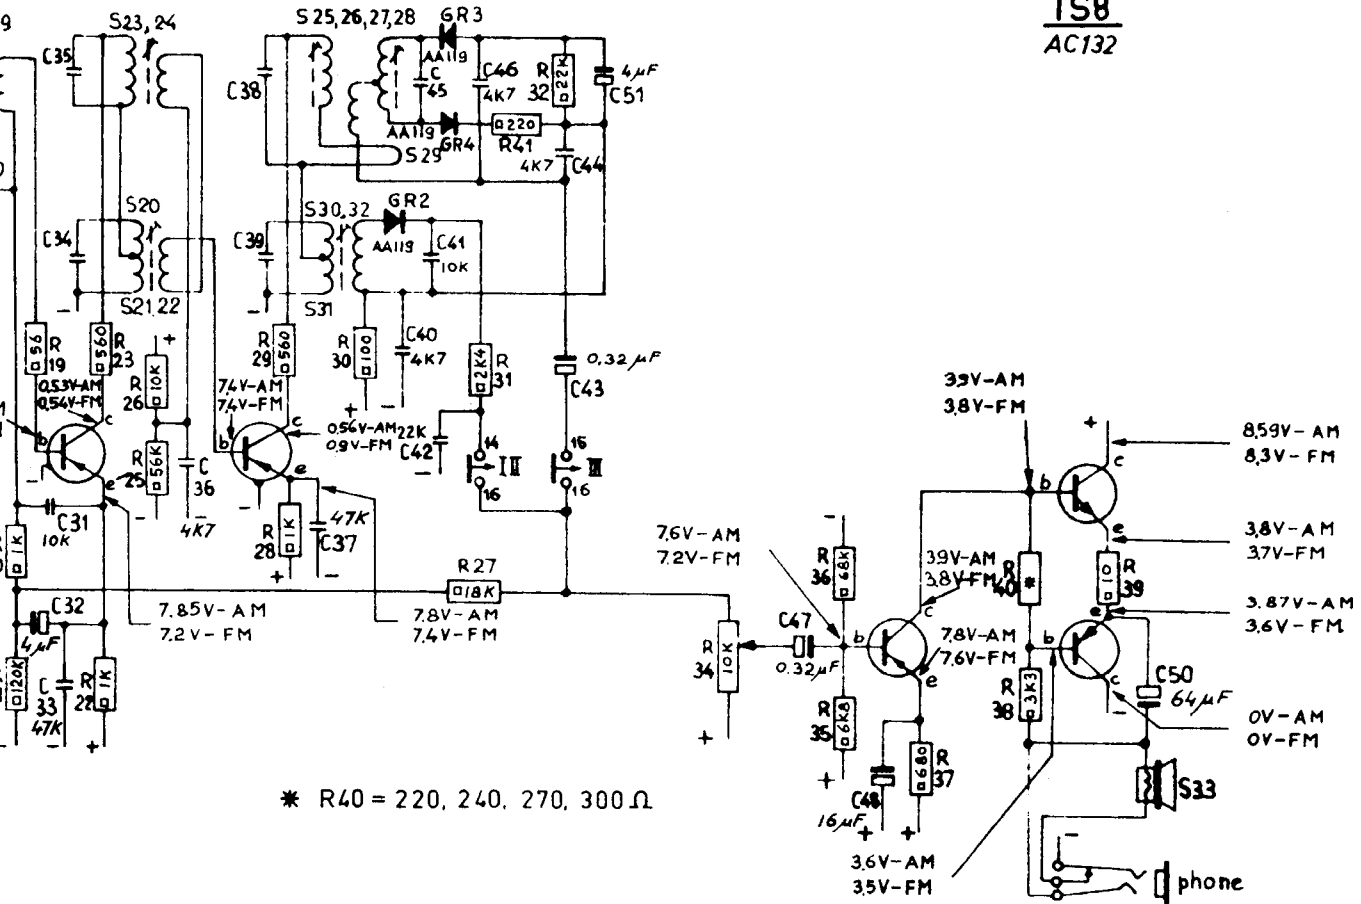 9
S23,24
S25,26,27,28
GR3
TS8
AC132
C35
C38
AA119
C
45
C46
4K7
R
32
22K
4µF
C51
AA119
GR4
220
R41
S29
4K7
C44
S20
S30,32
GR2
C34
C39
AA119
C41
10K
S21,22
S31
56
R
19
560
R
23
+
R
26
10K
R
29
560
R
30
100
C40
4K7
2K4
R
31
0,32µF
C43
0,53V-AM
0,54V-FM
7,4V-AM
7,4V-FM
+
c
c
0,56V-AM
0,9V-FM
22K
C42
14
15
I II
III
16
16
b
b
e
e
R
25
56K
C
36
4K7
C31
10K
1K
R
28
1K
47K
C37
+
-
R27
18K
C32
4µF
7.85V-AM
7.2V-FM
7.8V-AM
7.4V-FM
120K
C
33
47K
R
22
1K
+
3,9V-AM
3,8V-FM
+
c
b
e
8,59V-AM
8,3V-FM
7,6V-AM
7.2V-FM
R
36
68K
3,9V-AM
3,8V-FM
R
40
*
10
R
39
3,8V-AM
3,7V-FM
3.87V-AM
3,6V-FM
R
34
10K
C47
0.32µF
b
c
e
7,8V-AM
7,6V-FM
e
b
c
R
38
3K3
C50
64µF
0V-AM
0V-FM
R
35
6K8
+
+
680
R
37
C48
16µF
+
+
S33
* R40 = 220, 240, 270, 300Ω
3,6V-AM
3,5V-FM
phone